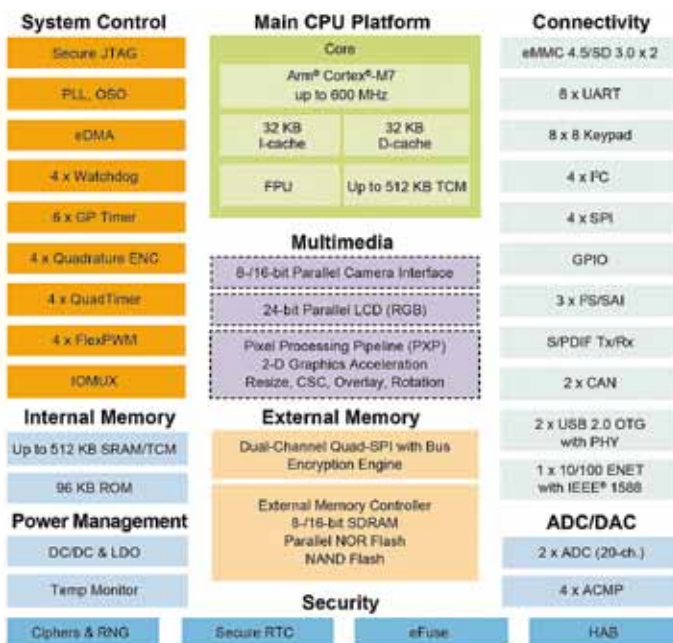 System Control
Secure JTAG
PLL, OSO
eDMA
4 x Watchdog
6 x GP Timer
4 x Quadrature ENC
4 x QuadTimer
4 x FlexPWM
IOMUX
Internal Memory
Up to 512 KB SRAM/TCM
96 KB ROM
Power Management
DC/DC & LDO
Temp Monitor
Main CPU Platform
Core
Arm® Cortex®-M7
up to 600 MHz
32 KB
I-cache
32 KB
D-cache
FPU
Up to 512 KB TCM
Multimedia
8-/16-bit Parallel Camera Interface
24-bit Parallel LCD (RGB)
Pixel Processing Pipeline (PXP)
2-D Graphics Acceleration
Resize, CSC, Overlay, Rotation
External Memory
Dual-Channel Quad-SPI with Bus
Encryption Engine
External Memory Controller
8-/16-bit SDRAM
Parallel NOR Flash
NAND Flash
Connectivity
eMMC 4.5/SD 3.0 x 2
8 x UART
8 x 8 Keypad
4 x I²C
4 x SPI
GPIO
3 x I²S/SAI
S/PDIF Tx/Rx
2 x CAN
2 x USB 2.0 OTG
with PHY
1 x 10/100 ENET
with IEEE® 1588
ADC/DAC
2 x ADC (20-ch.)
4 x ACMP
Security
Ciphers & RNG
Secure RTC
eFuse
HAB